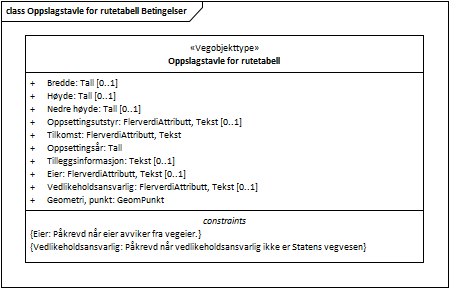 class Oppslagstavle for rutetabell Betingelser
«Vegobjekttype»
Oppslagstavle for rutetabell
+ Bredde: Tall [0..1]
+ Høyde: Tall [0..1]
+ Nedre høyde: Tall [0..1]
+ Oppsettingsutstyr: FlerverdiAttributt, Tekst [0..1]
+ Tilkomst: FlerverdiAttributt, Tekst
+ Oppsettingsår: Tall
+ Tilleggsinformasjon: Tekst [0..1]
+ Eier: FlerverdiAttributt, Tekst [0..1]
+ Vedlikeholdsansvarlig: FlerverdiAttributt, Tekst [0..1]
+ Geometri, punkt: GeomPunkt
constraints
{Eier: Påkrevd når eier avviker fra vegeier.}
{Vedlikeholdsansvarlig: Påkrevd når vedlikeholdsansvarlig ikke er Statens vegvesen}